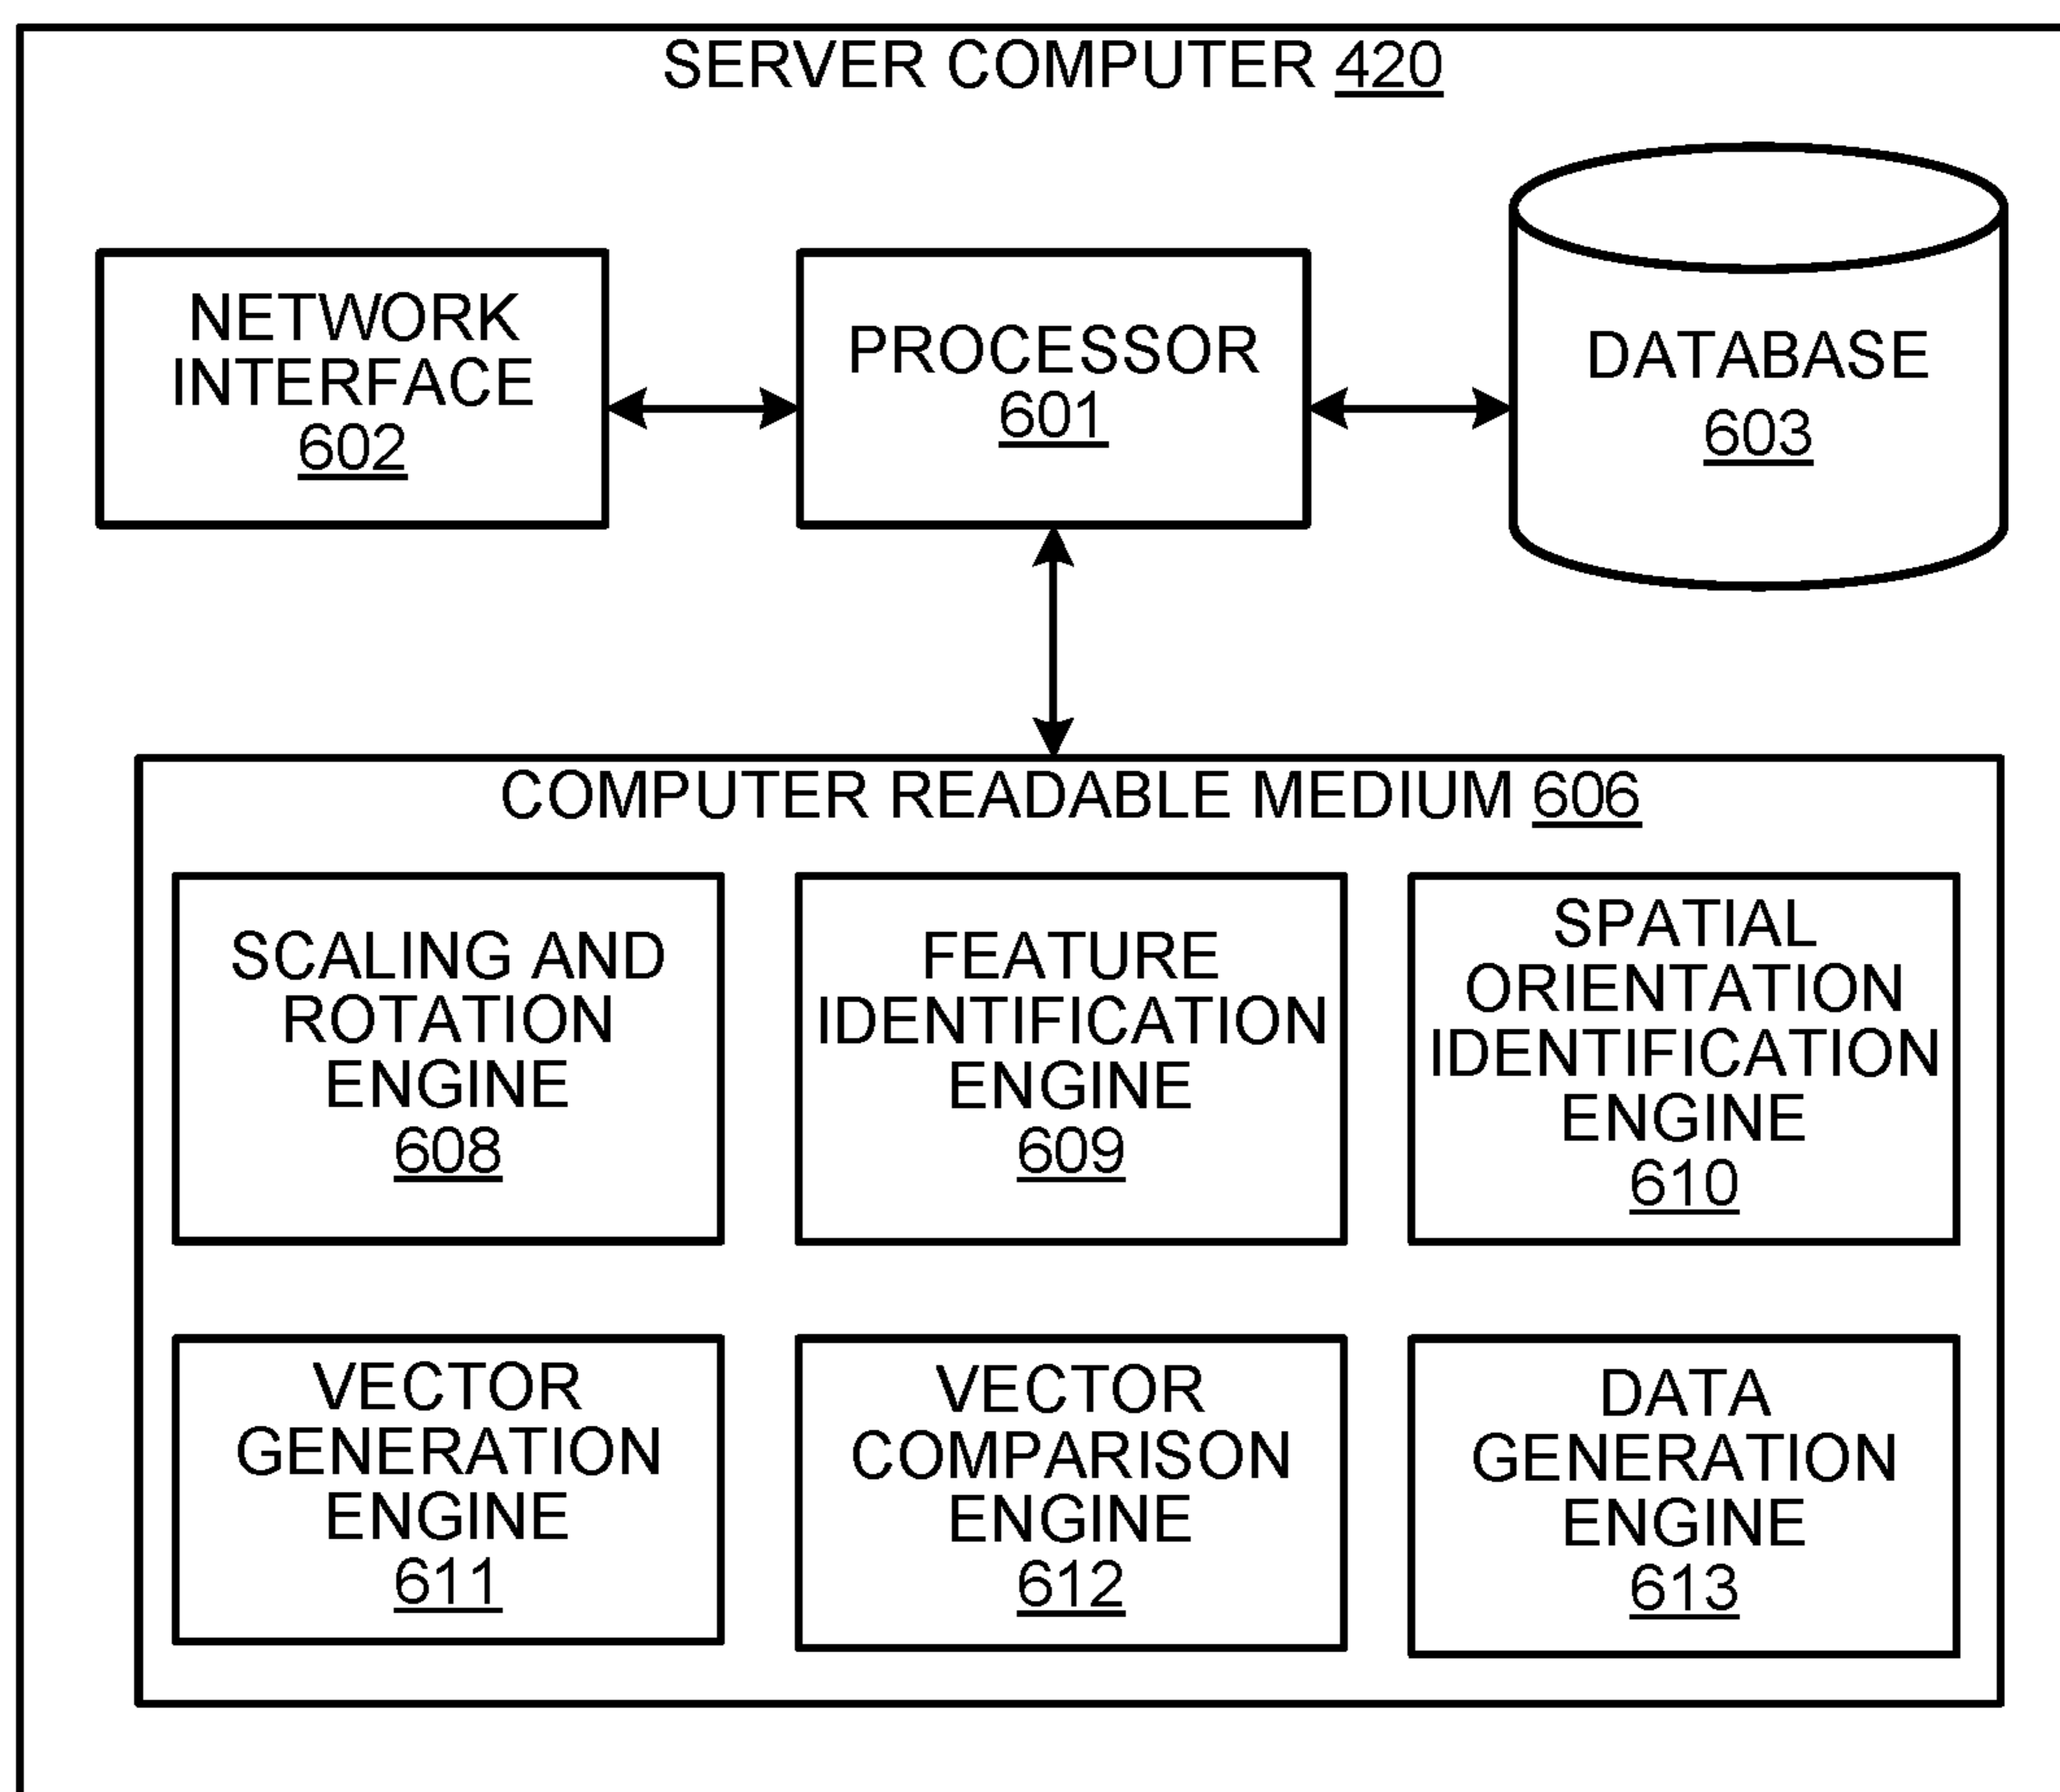 SERVER COMPUTER 420
NETWORK
INTERFACE
602
PROCESSOR
601
DATABASE
603
COMPUTER READABLE MEDIUM 606
SCALING AND
ROTATION
ENGINE
608
FEATURE
IDENTIFICATION
ENGINE
609
SPATIAL
ORIENTATION
IDENTIFICATION
ENGINE
610
VECTOR
GENERATION
ENGINE
611
VECTOR
COMPARISON
ENGINE
612
DATA
GENERATION
ENGINE
613